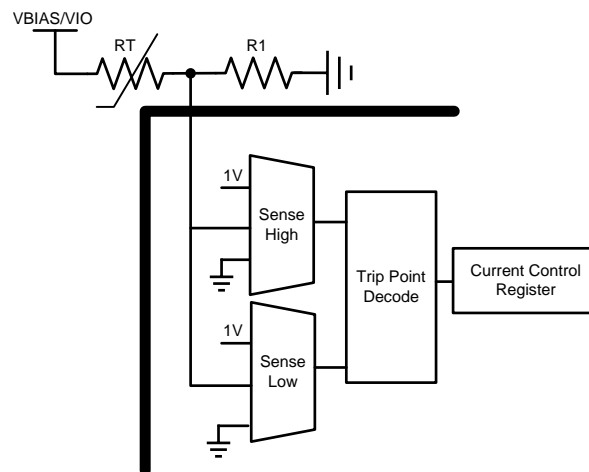 VBIAS/VIO
RT
R1
1V
Sense
High
Trip Point
Decode
Current Control
Register
1V
Sense
Low